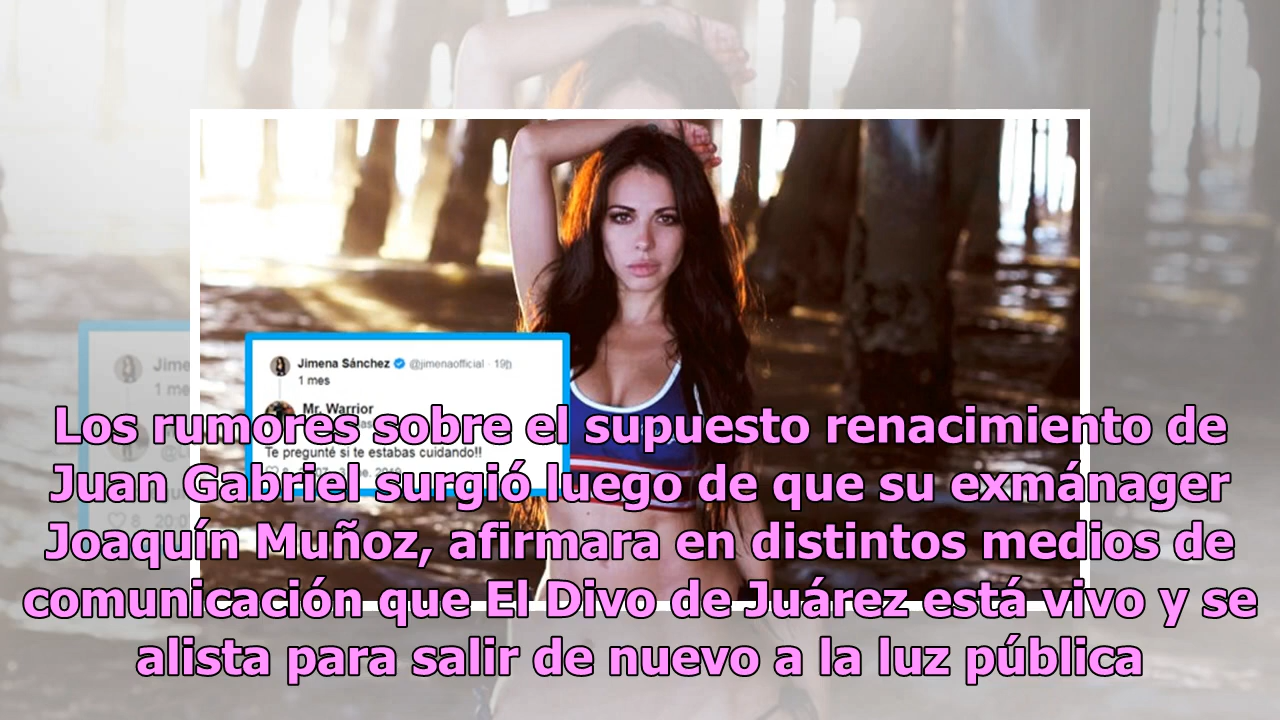 Jimena Sánchez @jimenaofficial · 19h
1 mes
Mr. Warrior
Te pregunté si te estabas cuidando!!
Los rumores sobre el supuesto renacimiento de
Juan Gabriel surgió luego de que su exmánager
Joaquín Muñoz, afirmara en distintos medios de
comunicación que El Divo de Juárez está vivo y se
alista para salir de nuevo a la luz pública